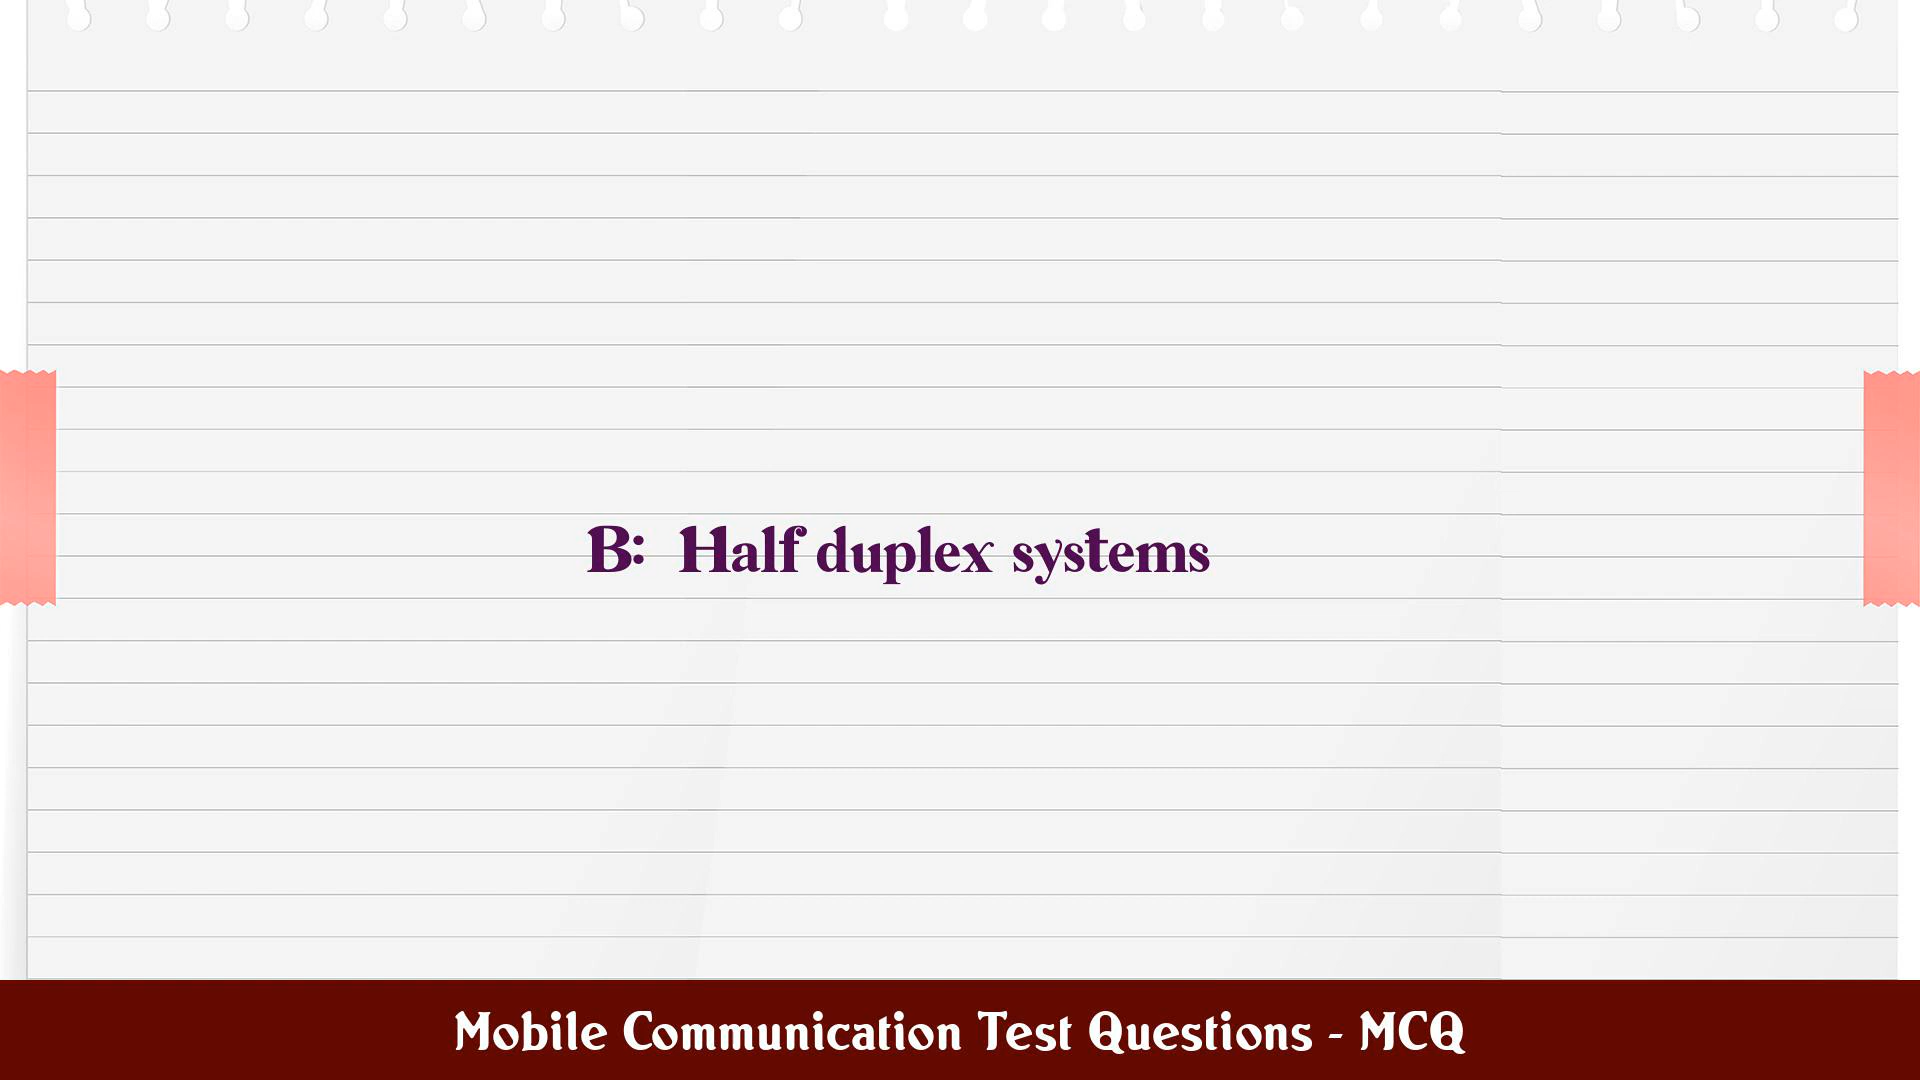 B: Half duplex systems
Mobile Communication Test Questions - MCQ